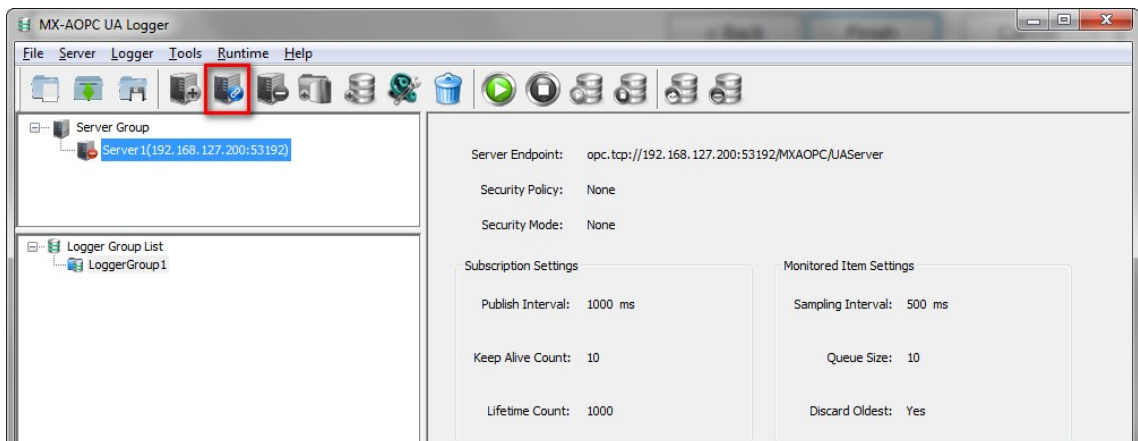 MX-AOPC UA Logger
File Server Logger Tools Runtime Help
Server Group
Server1(192.168.127.200:53192)
Logger Group List
LoggerGroup1
Server Endpoint: opc.tcp://192.168.127.200:53192/MXAOPC/UAServer
Security Policy: None
Security Mode: None
Subscription Settings
Publish Interval: 1000 ms
Keep Alive Count: 10
Lifetime Count: 1000
Monitored Item Settings
Sampling Interval: 500 ms
Queue Size: 10
Discard Oldest: Yes